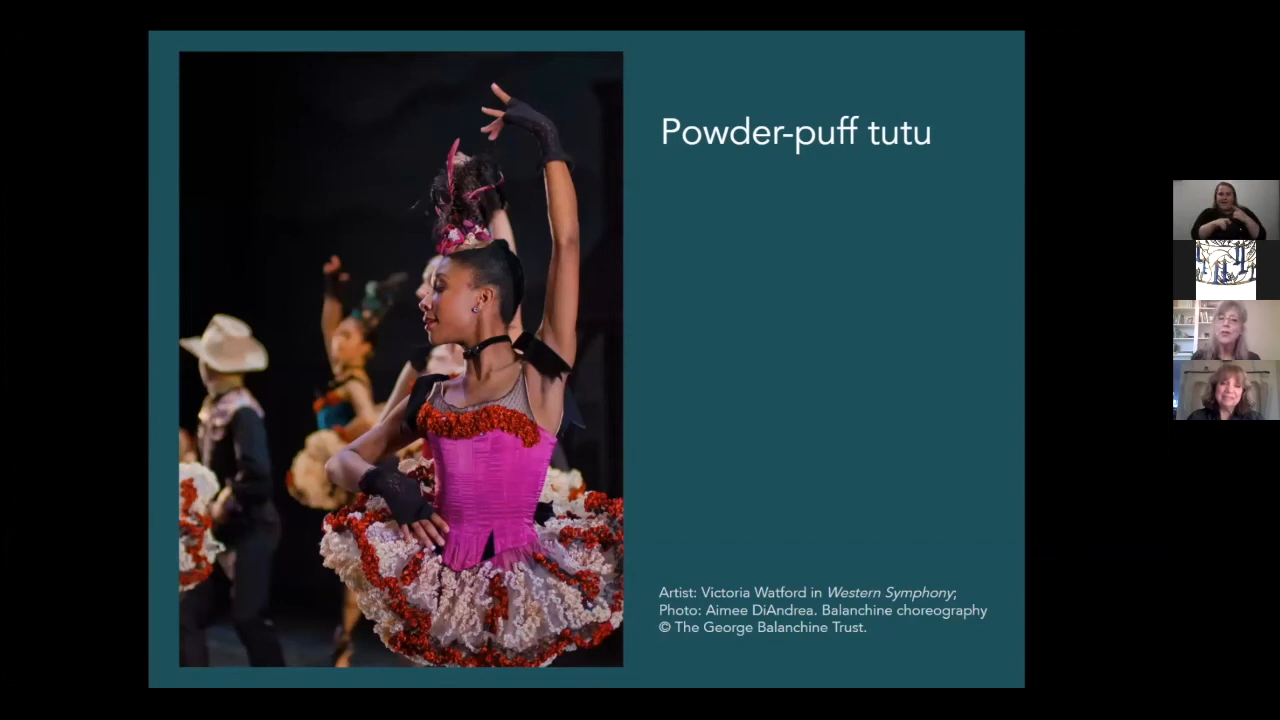 Powder-puff tutu
Artist: Victoria Watford in Western Symphony;
Photo: Aimee DiAndrea. Balanchine choreography
© The George Balanchine Trust.